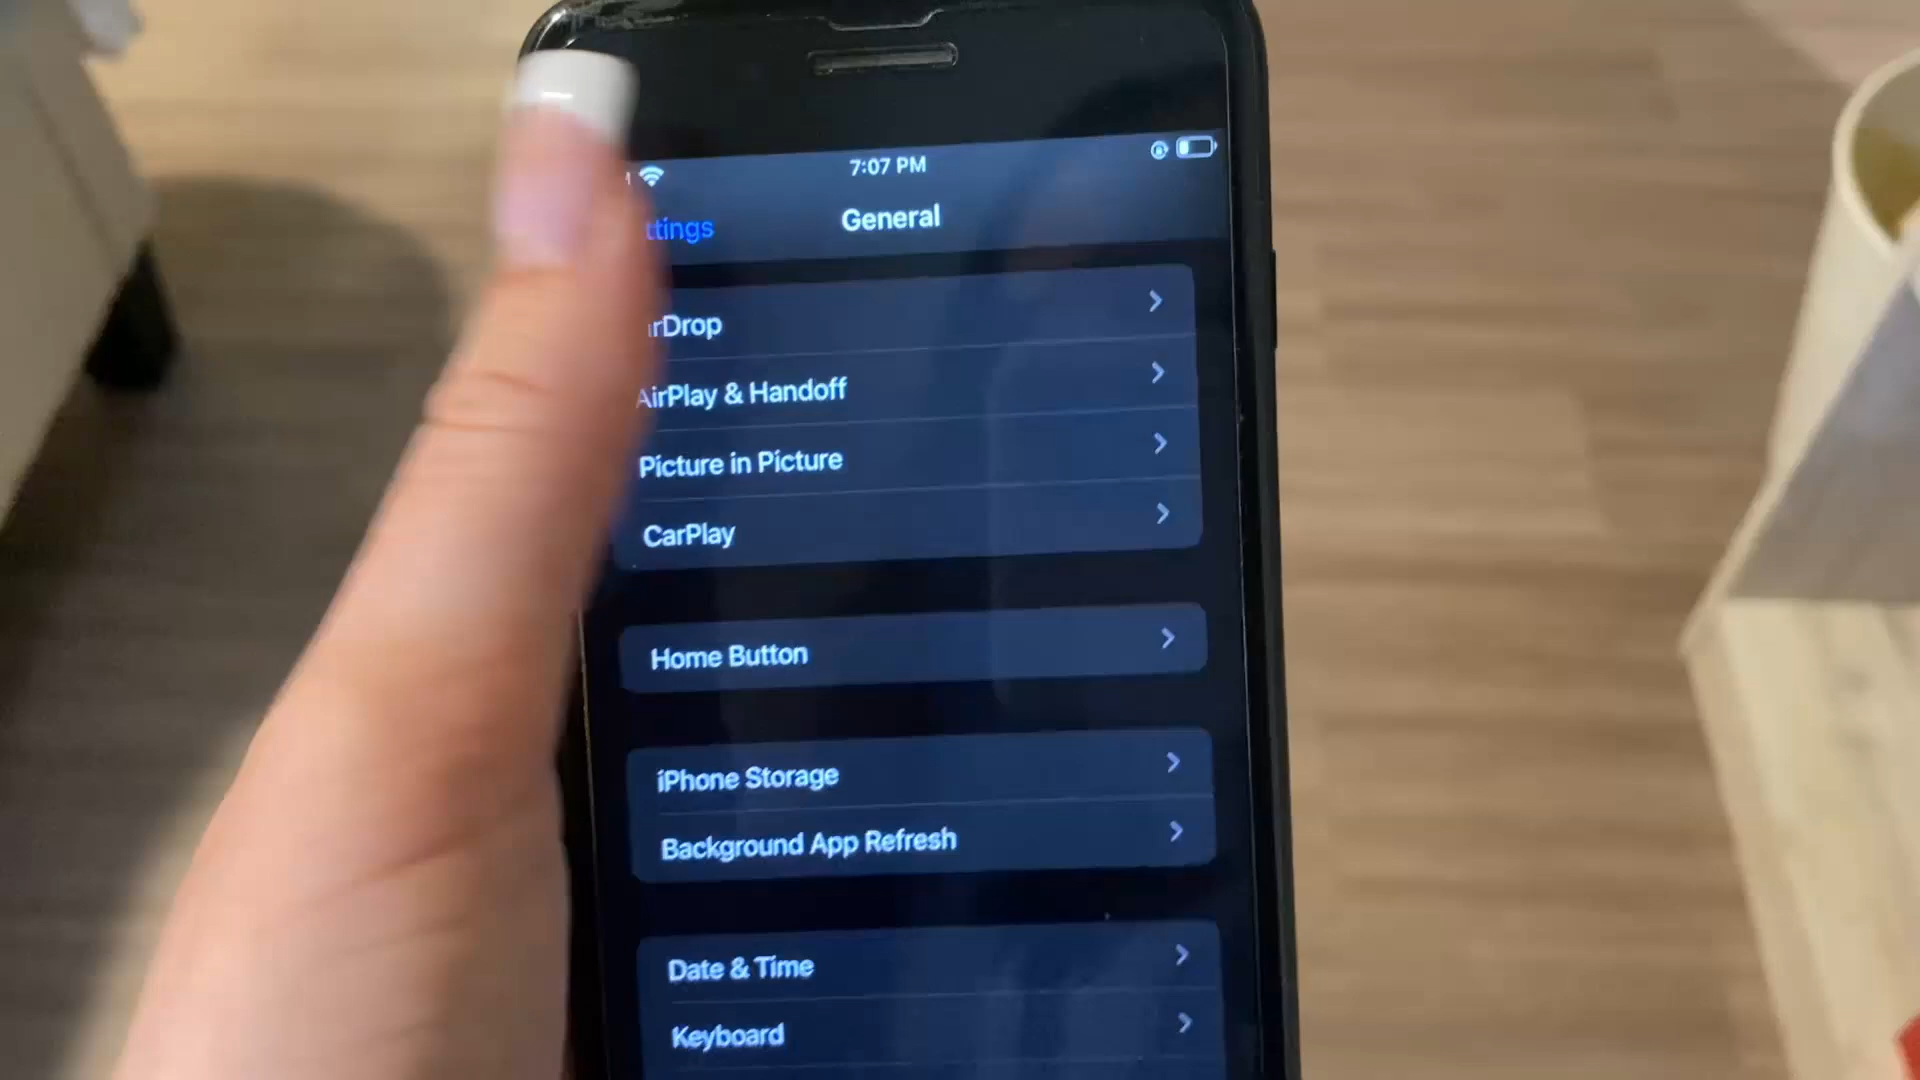 7:07 PM
ttings General
irDrop
AirPlay & Handoff
Picture in Picture
CarPlay
Home Button
iPhone Storage
Background App Refresh
Date & Time
Keyboard